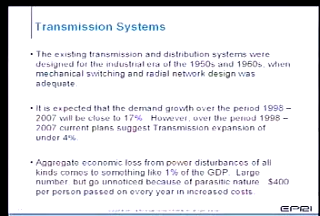 Transmission Systems
• The existing transmission and distribution systems were
designed for the industrial era of the 1950s and 1960s, when
mechanical switching and radial network design was
adequate.
• It is expected that the demand growth over the period 1998 –
2007 will be close to 17%. However, over the period 1998 –
2007 current plans suggest Transmission expansion of
under 4%.
• Aggregate economic loss from power disturbances of all
kinds comes to something like 1% of the GDP. Large
number, but go unnoticed because of parasitic nature. $400
per person passed on every year in increased costs.
EPRI